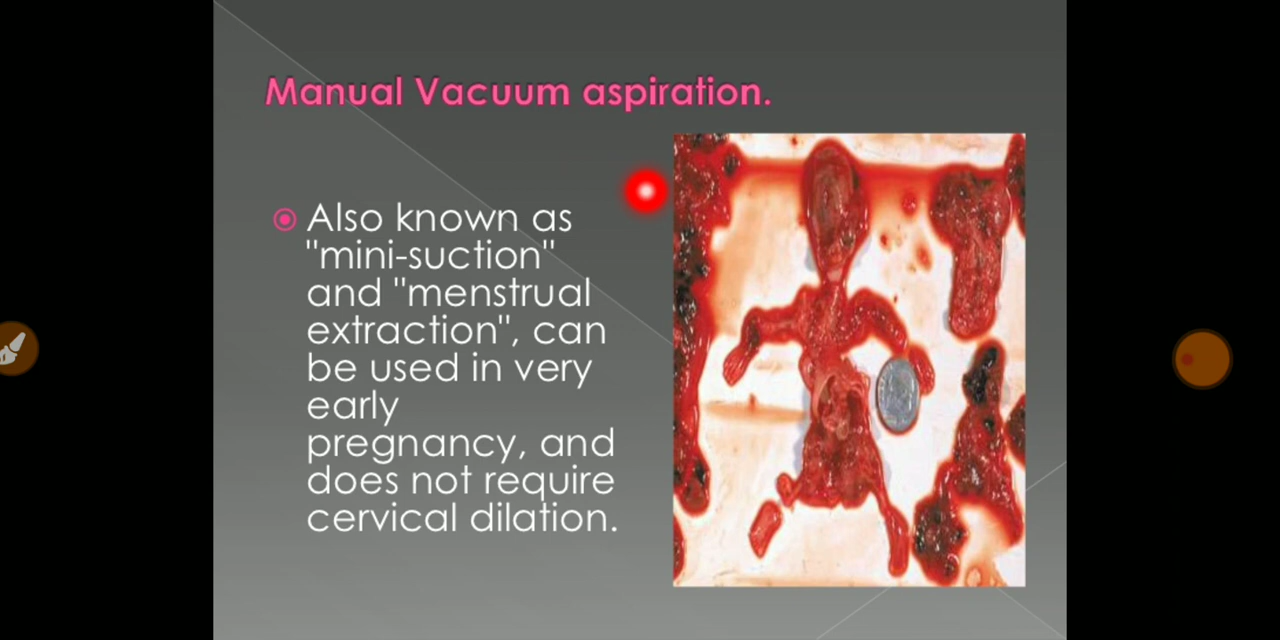 Manual Vacuum aspiration.
Also known as
"mini-suction"
and "menstrual
extraction", can
be used in very
early
pregnancy, and
does not require
cervical dilation.